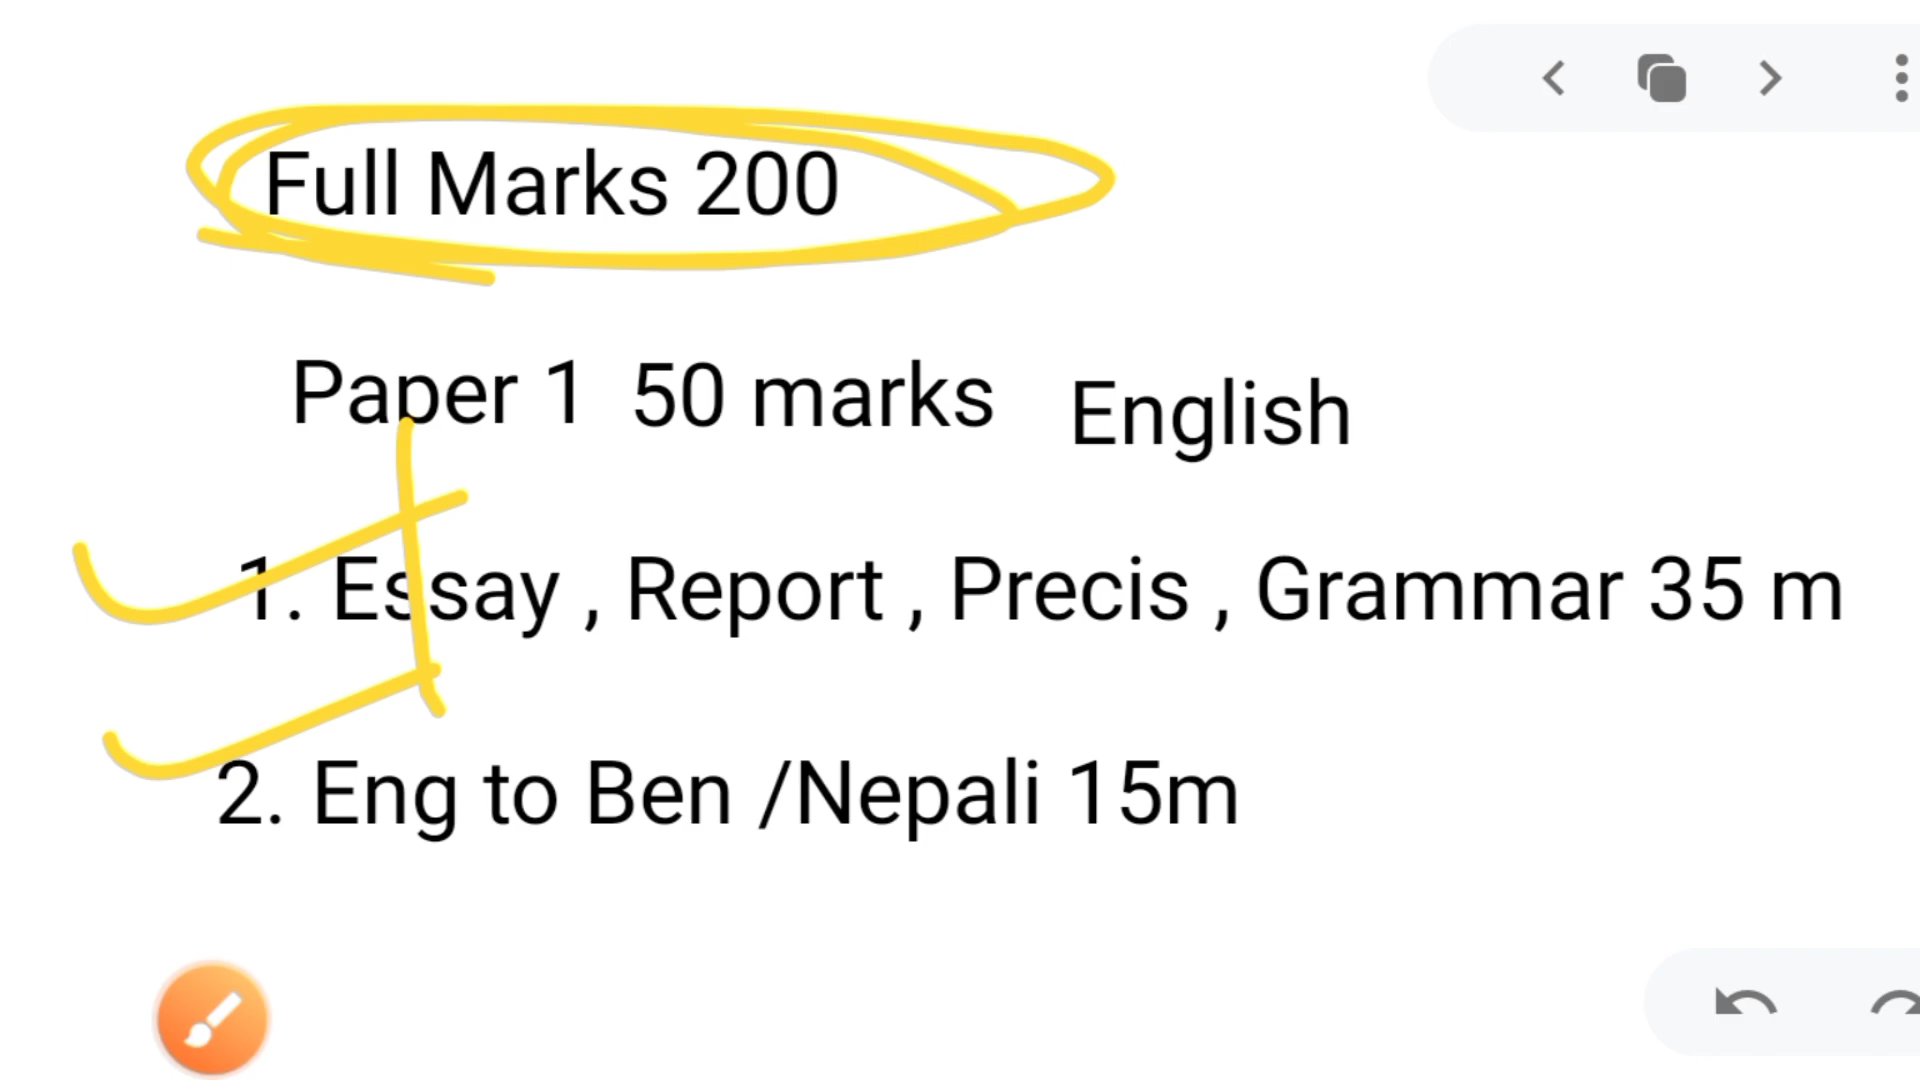 Full Marks 200
Paper 1 50 marks English
1. Essay , Report , Precis , Grammar 35 m
2. Eng to Ben /Nepali 15m